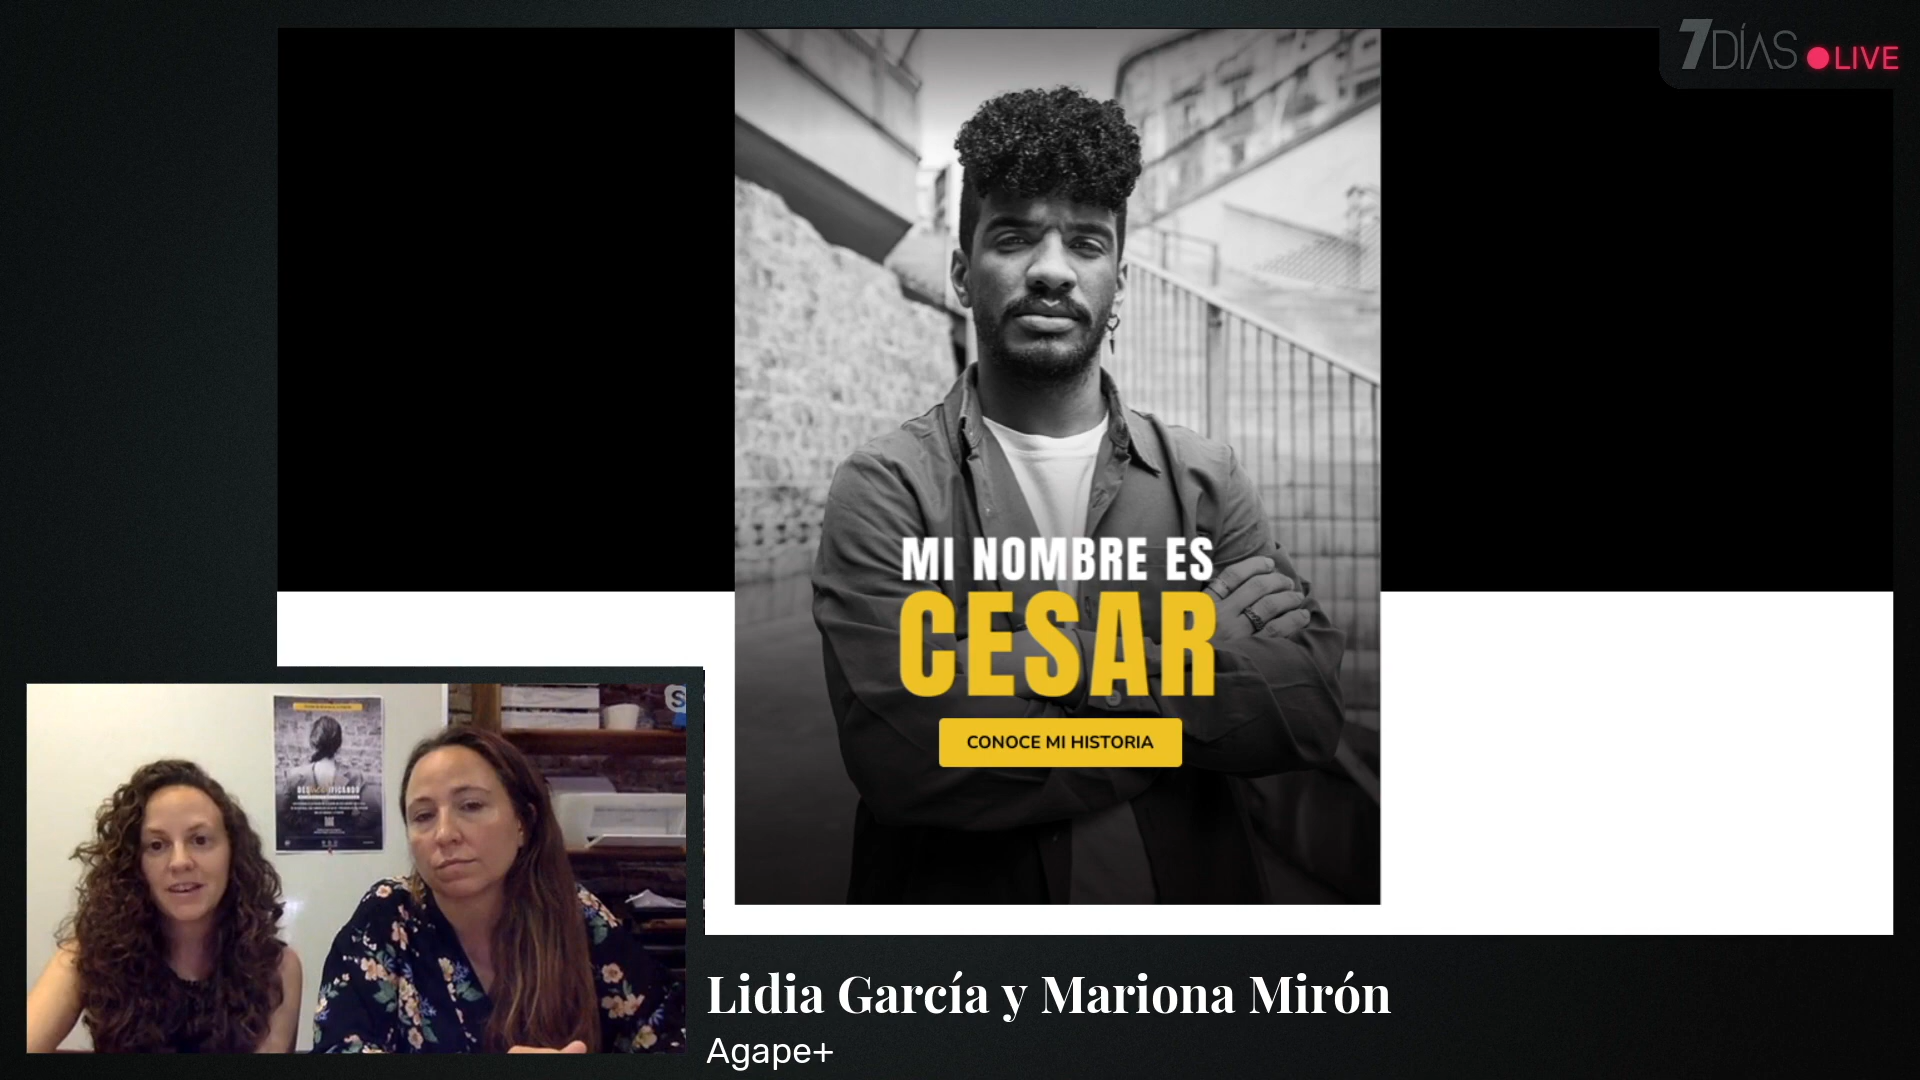 7DÍAS LIVE
MI NOMBRE ES
CESAR
CONOCE MI HISTORIA
S
Lidia García y Mariona Mirón
Agape+